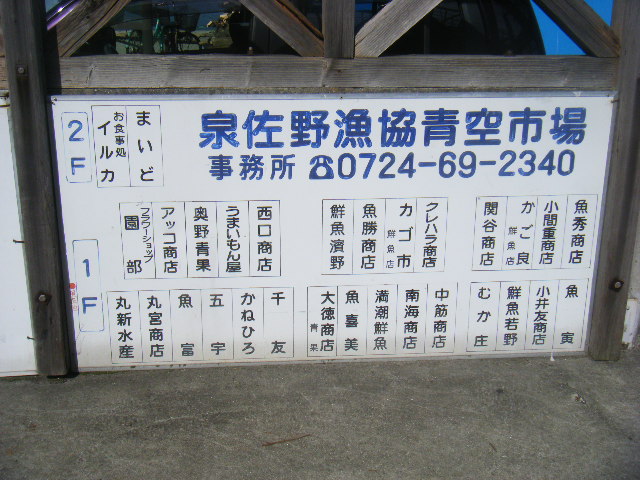 泉佐野漁協青空市場
事務所 ☎0724-69-2340
2F
まいど
お食事処
イルカ
1F
魚秀商店
小間重商店
かご良
鮮魚店
関谷商店
クレハラ商店
カゴ市
鮮魚店
魚勝商店
鮮魚濱野
西口商店
うまいもん屋
奥野青果
アッコ商店
フラワーショップ
園部
魚寅
小井友商店
鮮魚若野
むか庄
中筋商店
南海商店
満潮鮮魚
魚喜美
大徳商店
青果
千友
かねひろ
五宇
魚富
丸宮商店
丸新水産